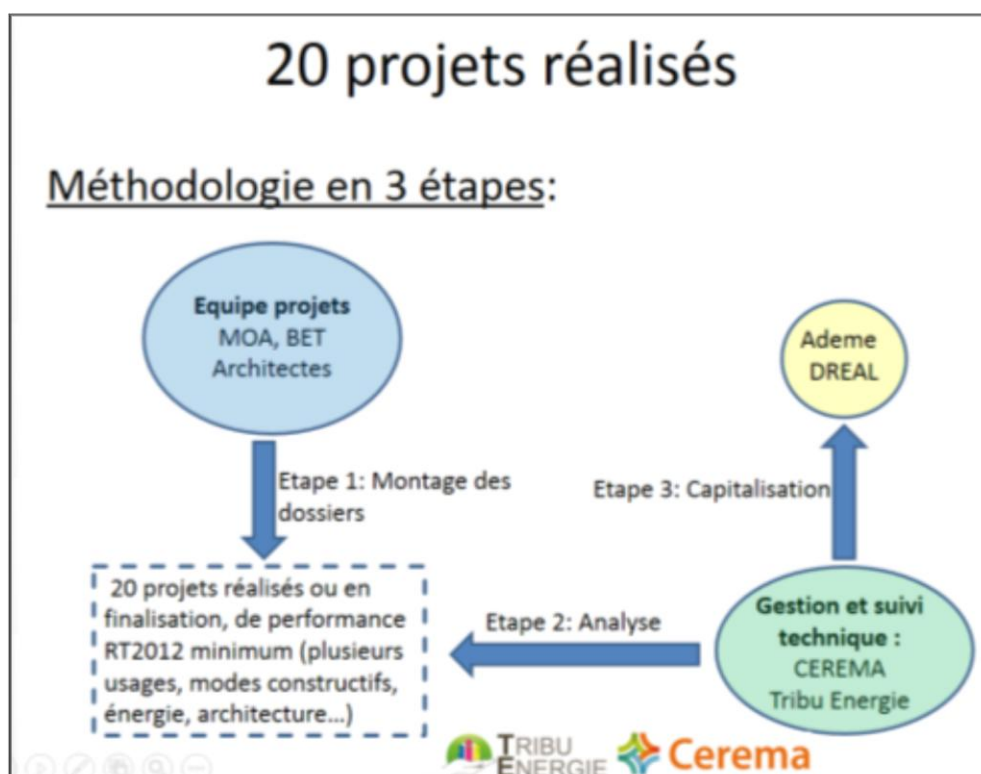 20 projets réalisés
Méthodologie en 3 étapes:
Equipe projets
MOA, BET
Architectes
Ademe
DREAL
Etape 1: Montage des
dossiers
Etape 3: Capitalisation
20 projets réalisés ou en
finalisation, de performance
RT2012 minimum (plusieurs
usages, modes constructifs,
énergie, architecture...)
Etape 2: Analyse
Gestion et suivi
technique :
CEREMA
Tribu Energie
TRIBU
ENERGIE
Cerema